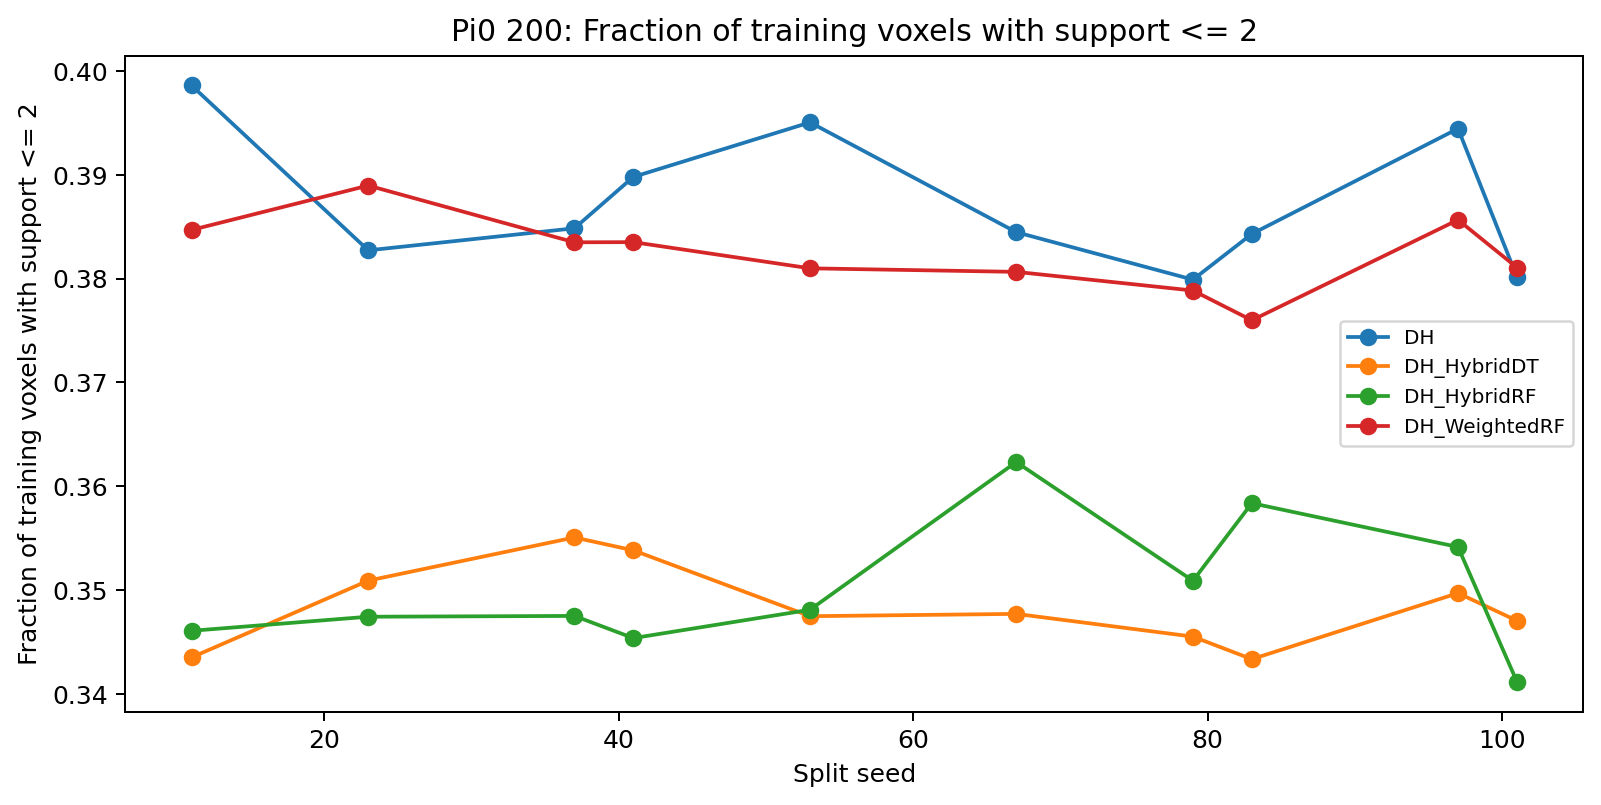 Pi0 200: Fraction of training voxels with support <= 2
Fraction of training voxels with support <= 2
0.40
0.39
0.38
0.37
0.36
0.35
0.34
DH
DH_HybridDT
DH_HybridRF
DH_WeightedRF
20
40
60
80
100
Split seed